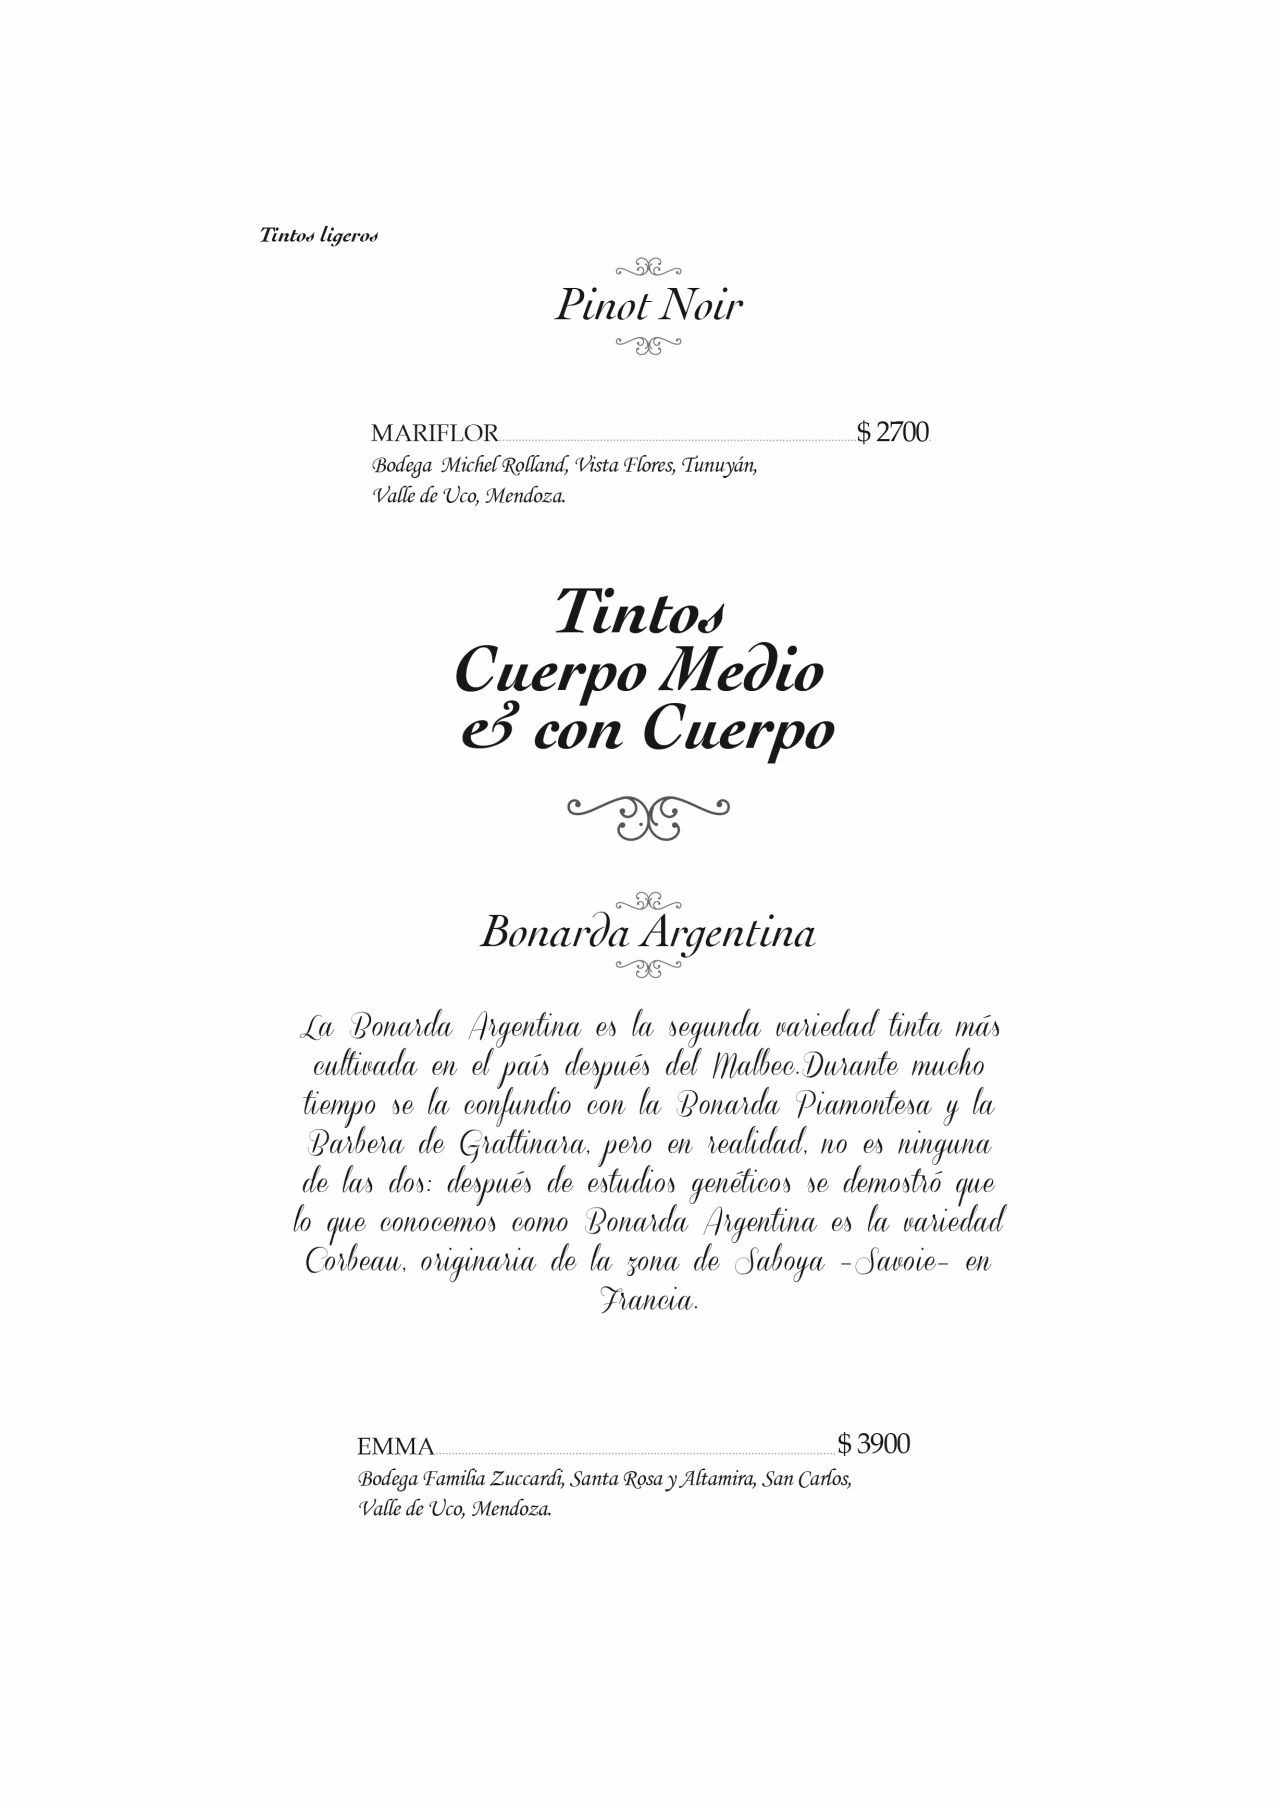 Tintos ligeros
Pinot Noir
MARIFLOR $ 2700
Bodega Michel Rolland, Vista Flores, Tunuyán,
Valle de Uco, Mendoza.
Tintos
Cuerpo Medio
& con Cuerpo
Bonarda Argentina
La Bonarda Argentina es la segunda variedad tinta más
cultivada en el país después del Malbec.Durante mucho
tiempo se la confundio con la Bonarda Piamontesa y la
Barbera de Grattinara, pero en realidad, no es ninguna
de las dos: después de estudios genéticos se demostró que
lo que conocemos como Bonarda Argentina es la variedad
Corbeau, originaria de la zona de Saboya -Savoie- en
Francia.
EMMA $ 3900
Bodega Familia Zuccardi, Santa Rosa y Altamira, San Carlos,
Valle de Uco, Mendoza.